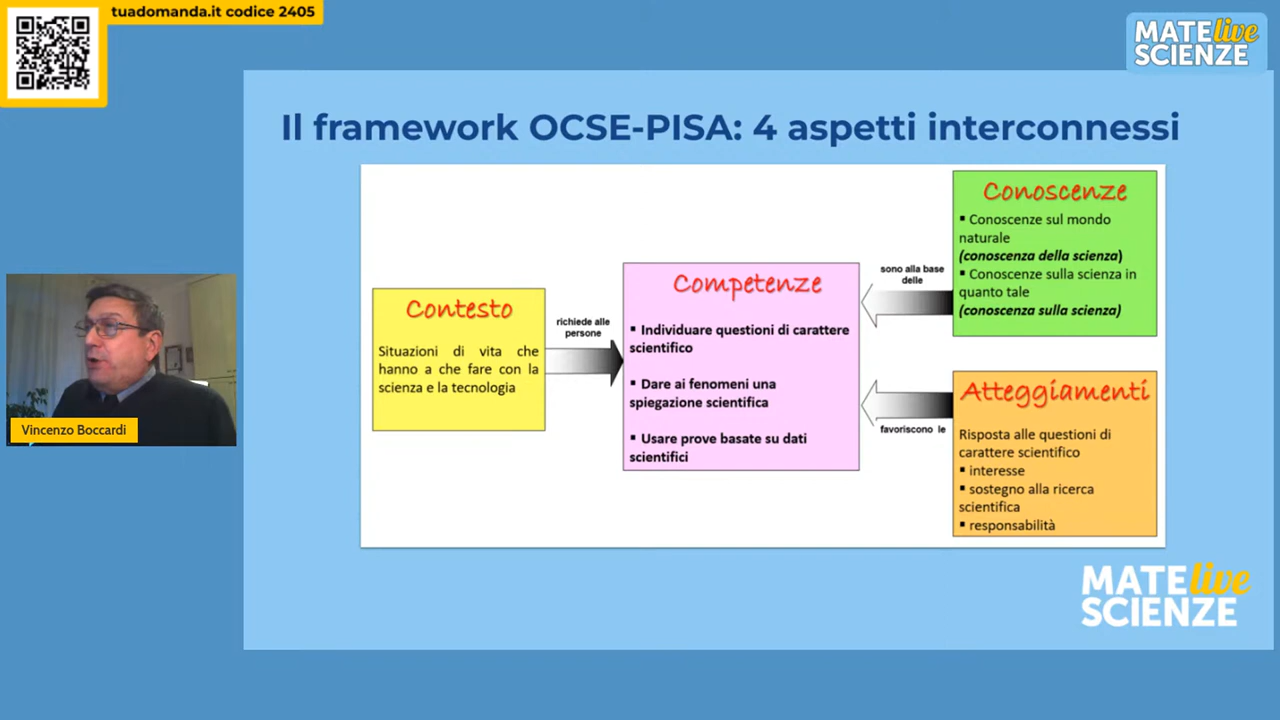 tuadomanda.it codice 2405
MATE live
SCIENZE
Il framework OCSE-PISA: 4 aspetti interconnessi
Contesto
Situazioni di vita che
hanno a che fare con la
scienza e la tecnologia
richiede alle
persone
Competenze
▪ Individuare questioni di carattere
scientifico
▪ Dare ai fenomeni una
spiegazione scientifica
▪ Usare prove basate su dati
scientifici
sono alla base
delle
favoriscono le
Conoscenze
▪ Conoscenze sul mondo
naturale
(conoscenza della scienza)
▪ Conoscenze sulla scienza in
quanto tale
(conoscenza sulla scienza)
Atteggiamenti
Risposta alle questioni di
carattere scientifico
▪ interesse
▪ sostegno alla ricerca
scientifica
▪ responsabilità
Vincenzo Boccardi
MATE live
SCIENZE